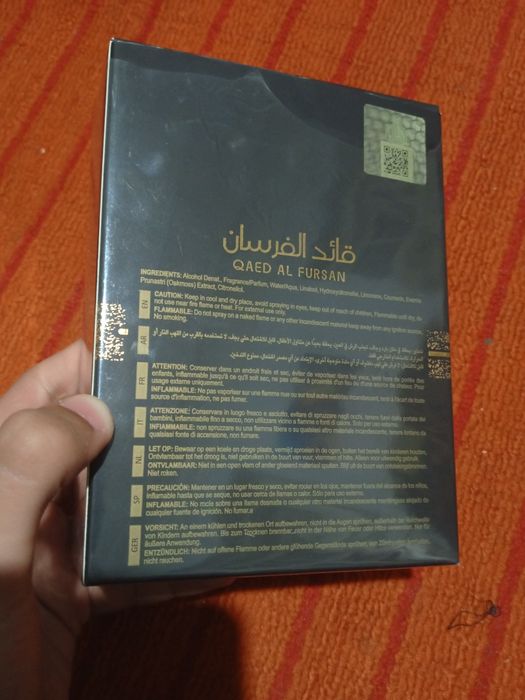 قائد الفرسان
QAED AL FURSAN
INGREDIENTS: Alcohol Denat., Fragrance/Parfum, Water/Aqua, Linalool, Hydroxycitronellal, Limonene, Coumarin, Evernia
Prunastri (Oakmoss) Extract, Citronellol.
EN
CAUTION: Keep in cool and dry place, avoid spraying in eyes, keep out of reach of children, Flammable until dry, do
not use near fire flame or heat. For external use only.
FLAMMABLE: Do not spray on a naked flame or any other incandescent material keep away from any ignition source,
No smoking.
AR
FR
ATTENTION: Conserver dans un endroit frais et sec, éviter de vaporiser dans les yeux, tenir hors de portée des
enfants, inflammable jusqu'à ce qu'il soit sec, ne pas utiliser à proximité d'un feu ou d'une source de chaleur. Pour
usage externe uniquement.
INFLAMMABLE: Ne pas vaporiser sur une flamme nue ou sur tout autre matériau incandescent, tenir à l'écart de toute
source d'inflammation, ne pas fumer.
IT
ATTENZIONE: Conservare in luogo fresco e asciutto, evitare di spruzzare negli occhi, tenere fuori dalla portata dei
bambini, infiammabile fino a secco, non utilizzare vicino a fiamme o fonti di calore. Solo per uso esterno.
INFIAMMABILE: non spruzzare su una fiamma libera o su qualsiasi altro materiale incandescente, tenere lontano da
qualsiasi fonte di accensione, non fumare.
NL
LET OP: Bewaar op een koele en droge plaats, vermijd sproeien in de ogen, buiten het bereik van kinderen houden,
Ontvlambaar tot het droog is, niet gebruiken in de buurt van vuur, vlammen of hitte. Alleen voor uitwendig gebruik.
ONTVLAMBAAR: Niet in een open vlam of ander gloeiend materiaal spuiten. Blijf uit de buurt van ontstekingsbronnen,
Niet roken.
SP
PRECAUCIÓN: Mantener en un lugar fresco y seco, evitar rociar en los ojos, mantener fuera del alcance de los niños,
inflamable hasta que se seque, no usar cerca de llamas o calor. Sólo para uso externo.
INFLAMABLE: No rocíe sobre una llama desnuda o cualquier otro material incandescente manténgase alejado de
cualquier fuente de ignición. No fumar.
GER
VORSICHT: An einem kühlen und trockenen Ort aufbewahren, nicht in die Augen sprühen, außerhalb der Reichweite
von Kindern aufbewahren. Bis zum Trocknen brennbar, nicht in der Nähe von Feuer oder Hitze verwenden. Nur für
äußere Anwendung.
ENTZÜNDLICH: Nicht auf offene Flamme oder andere glühende Gegenstände sprühen, von Zündquellen fernhalten,
nicht rauchen.